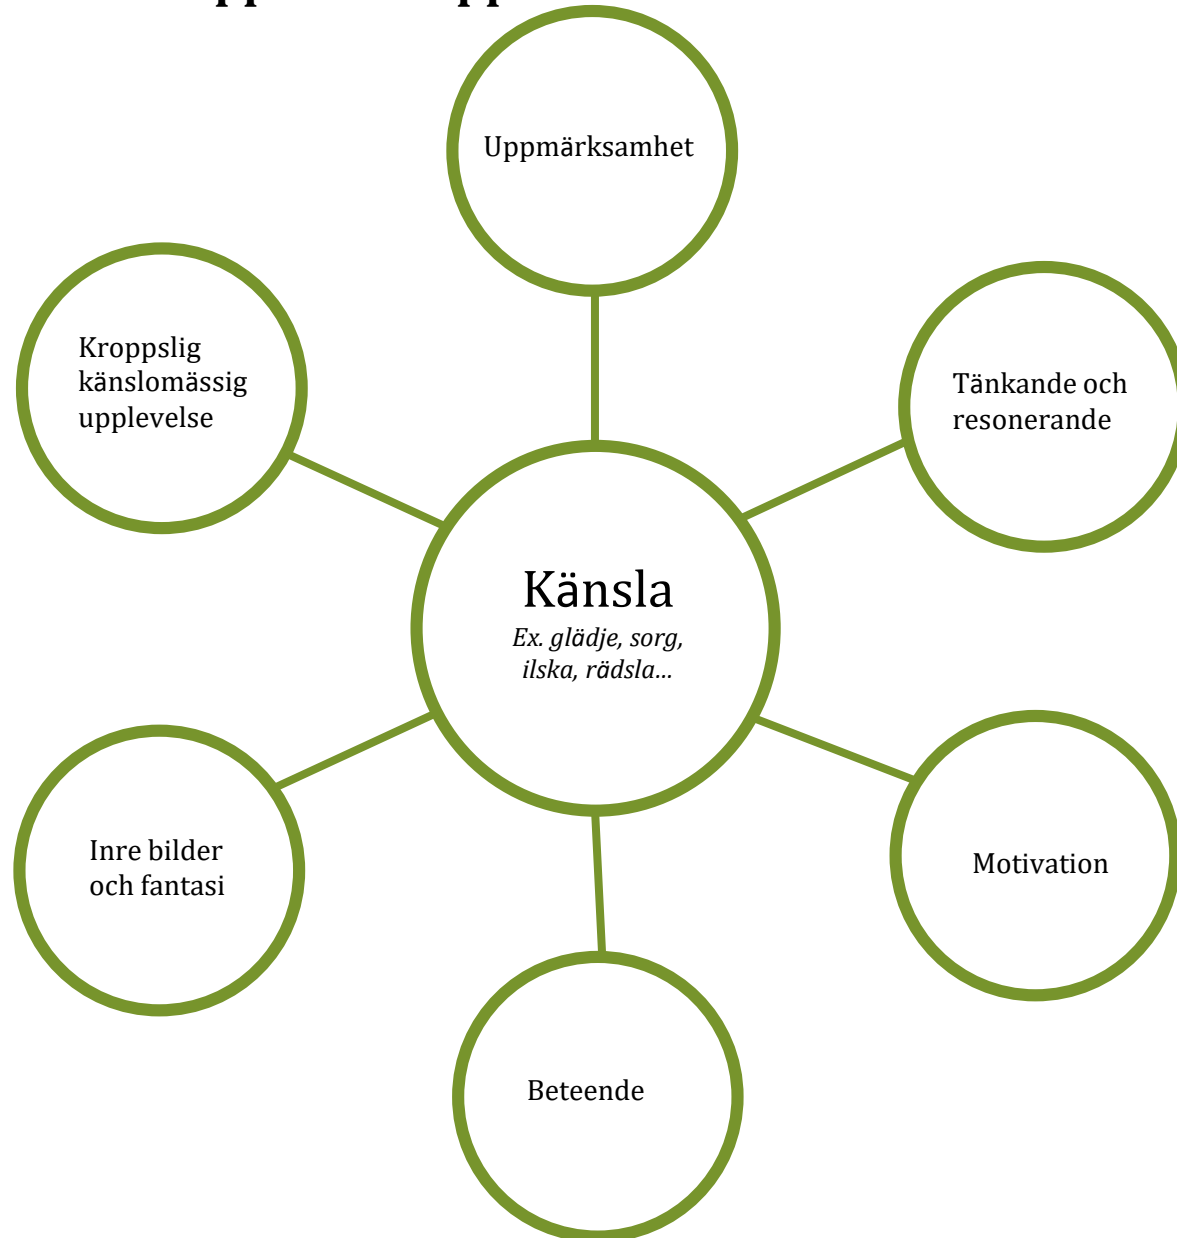 Uppmärksamhet
Kroppslig
känslomässig
upplevelse
Tänkande och
resonerande
Känsla
Ex. glädje, sorg,
ilska, rädsla...
Inre bilder
och fantasi
Motivation
Beteende